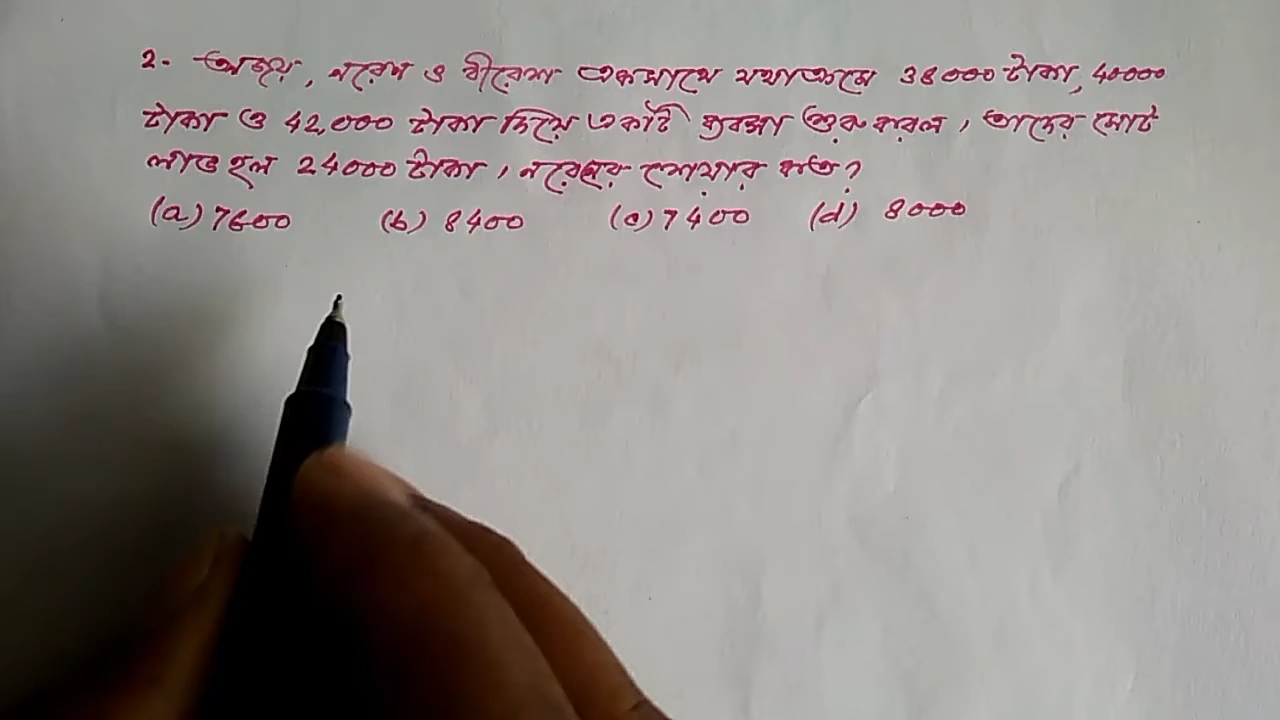 2. অজয়, নরেন ও বীরেশ একসাথে যথাক্রমে 38000 টাকা, 40000
টাকা ও 42,000 টাকা দিয়ে একটি ব্যবসা শুরু করল, তাদের মোট
লাভ হল 24000 টাকা, নরেনের শেয়ার কত?
(a) 7600 (b) 8400 (c) 7400 (d) 8000